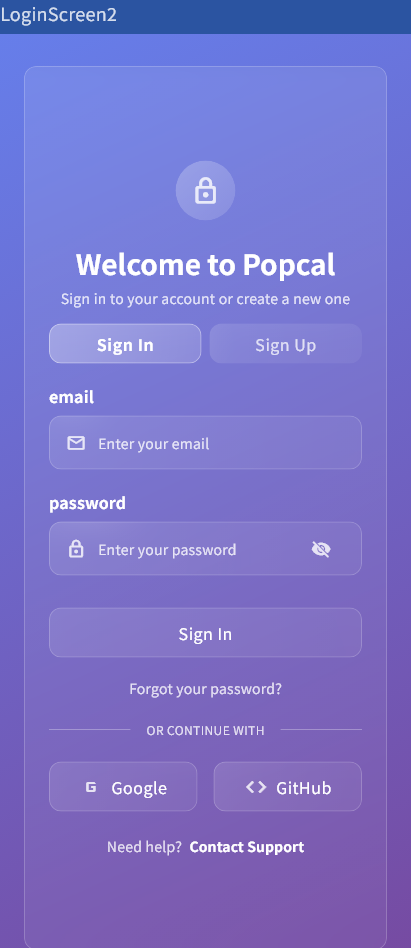 LoginScreen2
Welcome to Popcal
Sign in to your account or create a new one
Sign In
Sign Up
email
Enter your email
password
Enter your password
Sign In
Forgot your password?
OR CONTINUE WITH
G Google
<> GitHub
Need help? Contact Support